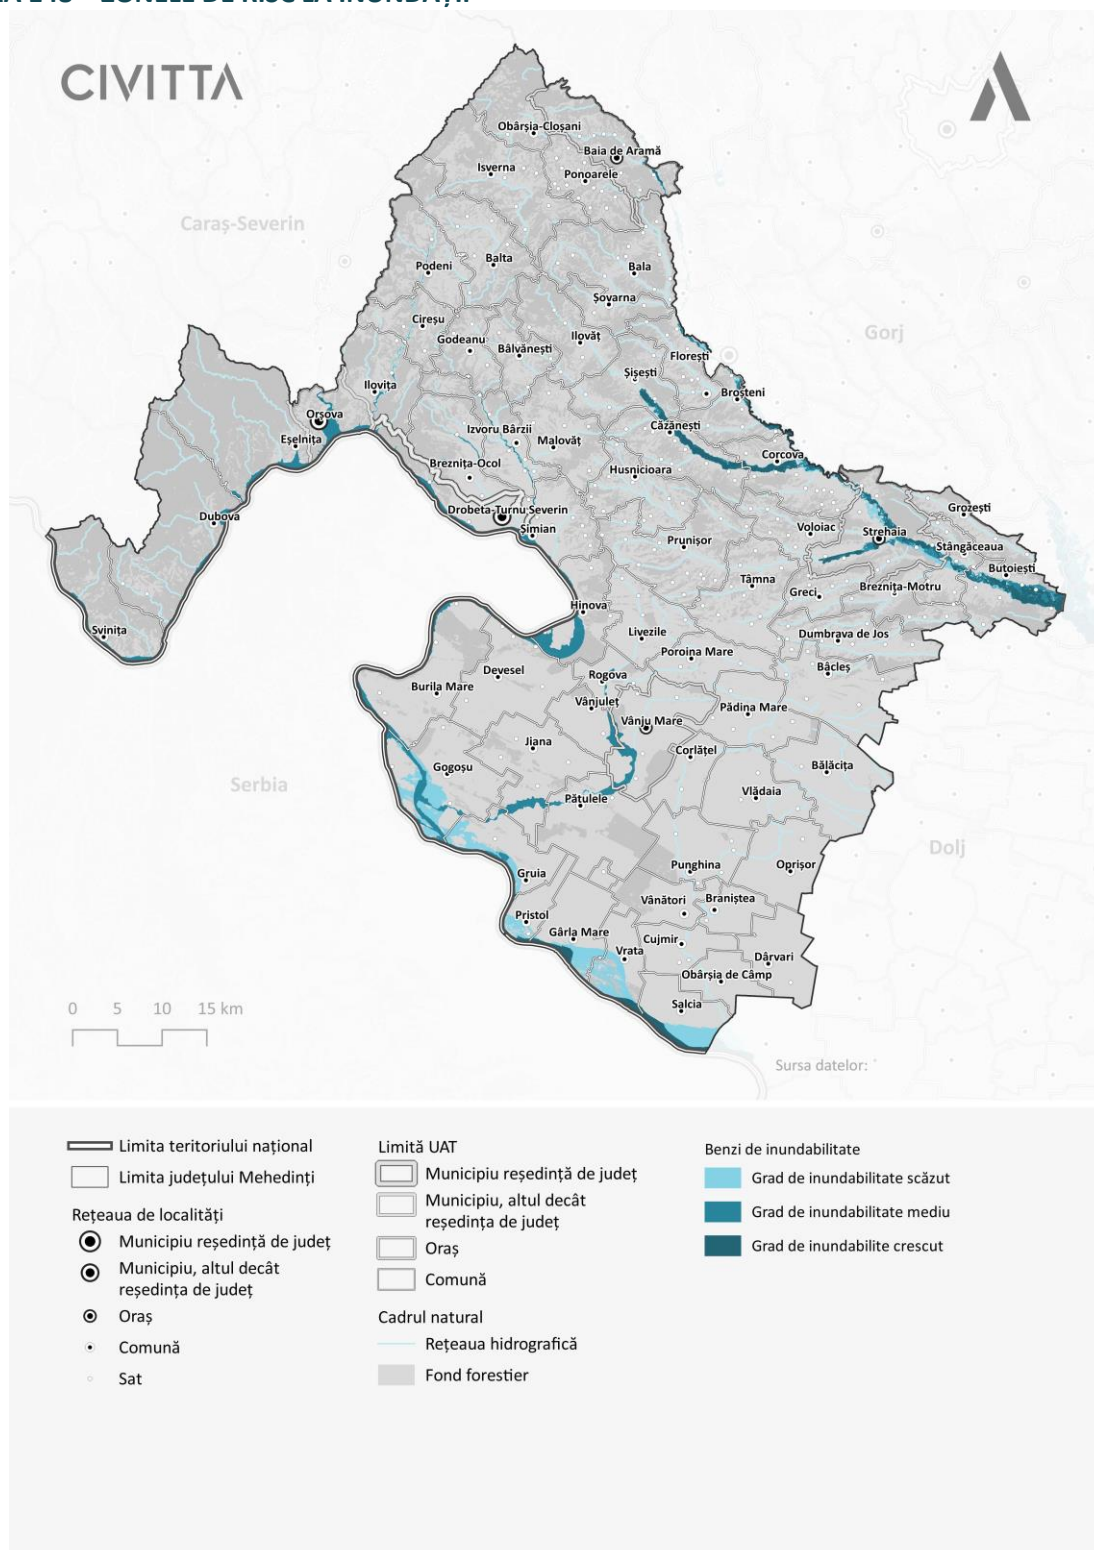 ZONELE DE RISC LA INUNDAȚII
CIVITTA
Obârșia-Cloșani
Baia de Aramă
Isverna
Ponoarele
Caraș-Severin
Balta
Podeni
Bala
Șovarna
Cireșu
Gorj
Godeanu
Ilovăț
Bâlvănești
Florești
Șișești
Ilovița
Broșteni
Orșova
Căzănești
Izvoru Bârzii
Eșelnița
Malovăț
Corcova
Breznița-Ocol
Husnicioara
Grozești
Drobeta-Turnu Severin
Dubova
Voloiac
Strehaia
Șimian
Prunișor
Stângăceaua
Butoiești
Tâmna
Breznița-Motru
Greci
Hinova
Svinița
Livezile
Dumbrava de Jos
Poroina Mare
Devesel
Rogova
Bâcleș
Burila Mare
Vânjuleț
Pădina Mare
Vânju Mare
Jiana
Corlățel
Gogoșu
Bălăcița
Serbia
Vlădaia
Pătulele
Dolj
Punghina
Oprișor
Gruia
Vânători
Braniștea
Pristol
Gârla Mare
Cujmir
Vrata
Dârvari
Obârșia de Câmp
Salcia
0 5 10 15 km
Sursa datelor:
Limita teritoriului național
Limita județului Mehedinți
Rețeaua de localități
Municipiu reședință de județ
Municipiu, altul decât
reședința de județ
Oraș
Comună
Sat
Limită UAT
Municipiu reședință de județ
Municipiu, altul decât
reședința de județ
Oraș
Comună
Cadrul natural
Rețeaua hidrografică
Fond forestier
Benzi de inundabilitate
Grad de inundabilitate scăzut
Grad de inundabilitate mediu
Grad de inundabilite crescut